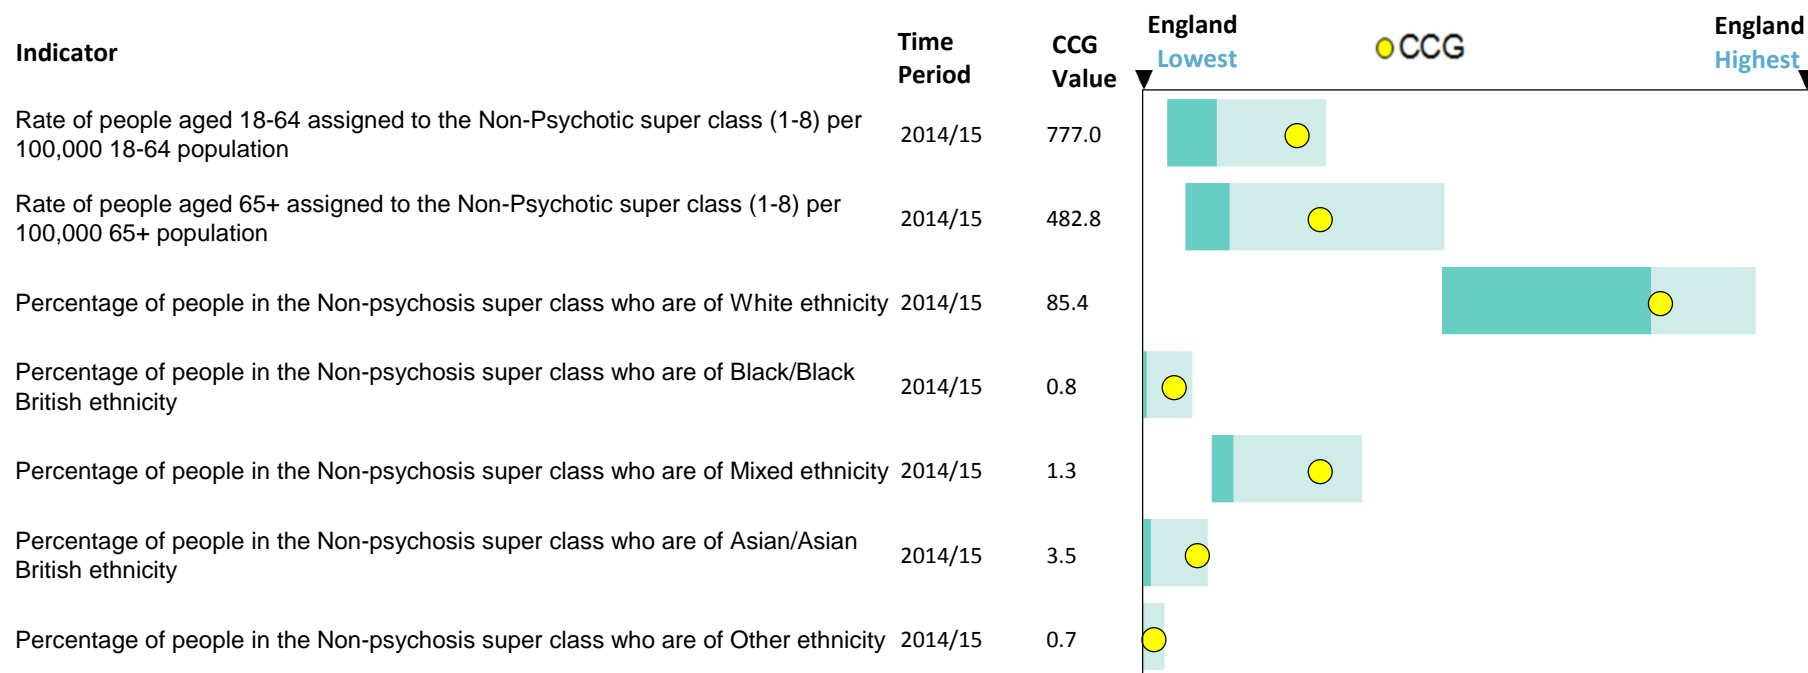 Indicator
Time Period
CCG Value
England Lowest
CCG
England Highest
Rate of people aged 18-64 assigned to the Non-Psychotic super class (1-8) per
100,000 18-64 population
2014/15
777.0
Rate of people aged 65+ assigned to the Non-Psychotic super class (1-8) per
100,000 65+ population
2014/15
482.8
Percentage of people in the Non-psychosis super class who are of White ethnicity
2014/15
85.4
Percentage of people in the Non-psychosis super class who are of Black/Black
British ethnicity
2014/15
0.8
Percentage of people in the Non-psychosis super class who are of Mixed ethnicity
2014/15
1.3
Percentage of people in the Non-psychosis super class who are of Asian/Asian
British ethnicity
2014/15
3.5
Percentage of people in the Non-psychosis super class who are of Other ethnicity
2014/15
0.7